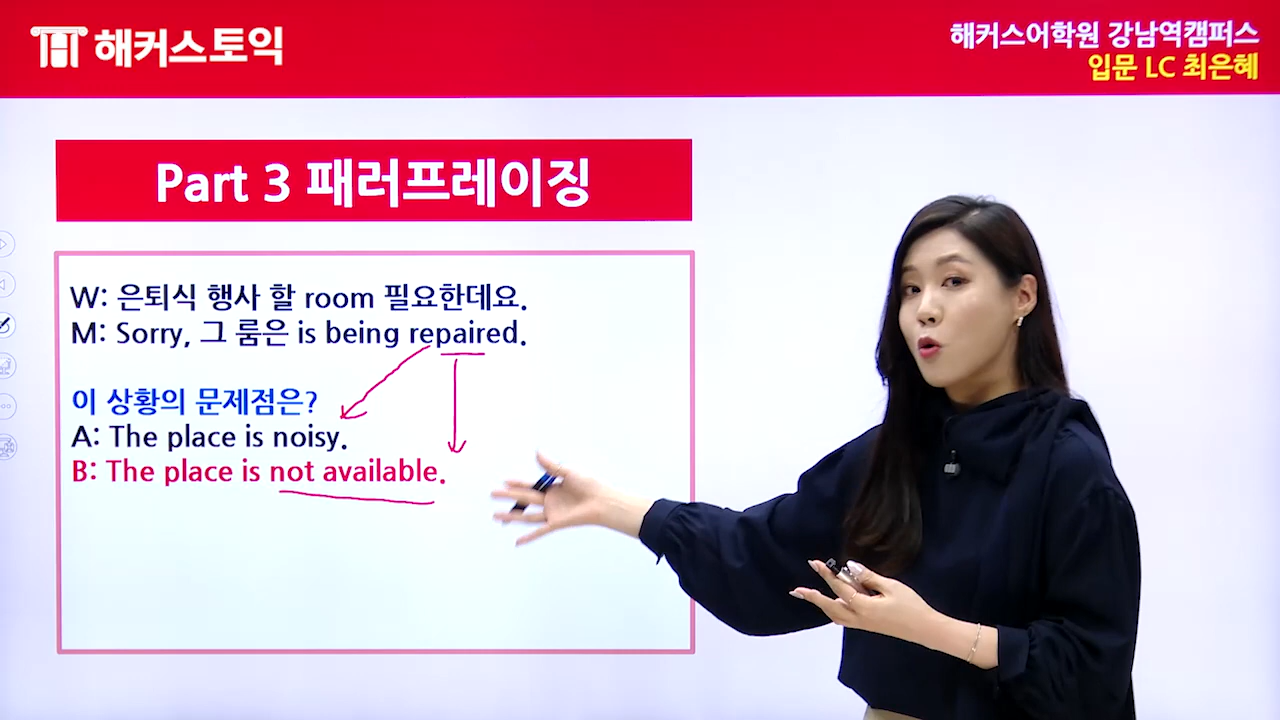 해커스토익
해커스어학원 강남역캠퍼스
입문 LC 최은혜
Part 3 패러프레이징
W: 은퇴식 행사 할 room 필요한데요.
M: Sorry, 그 룸은 is being repaired.
이 상황의 문제점은?
A: The place is noisy.
B: The place is not available.